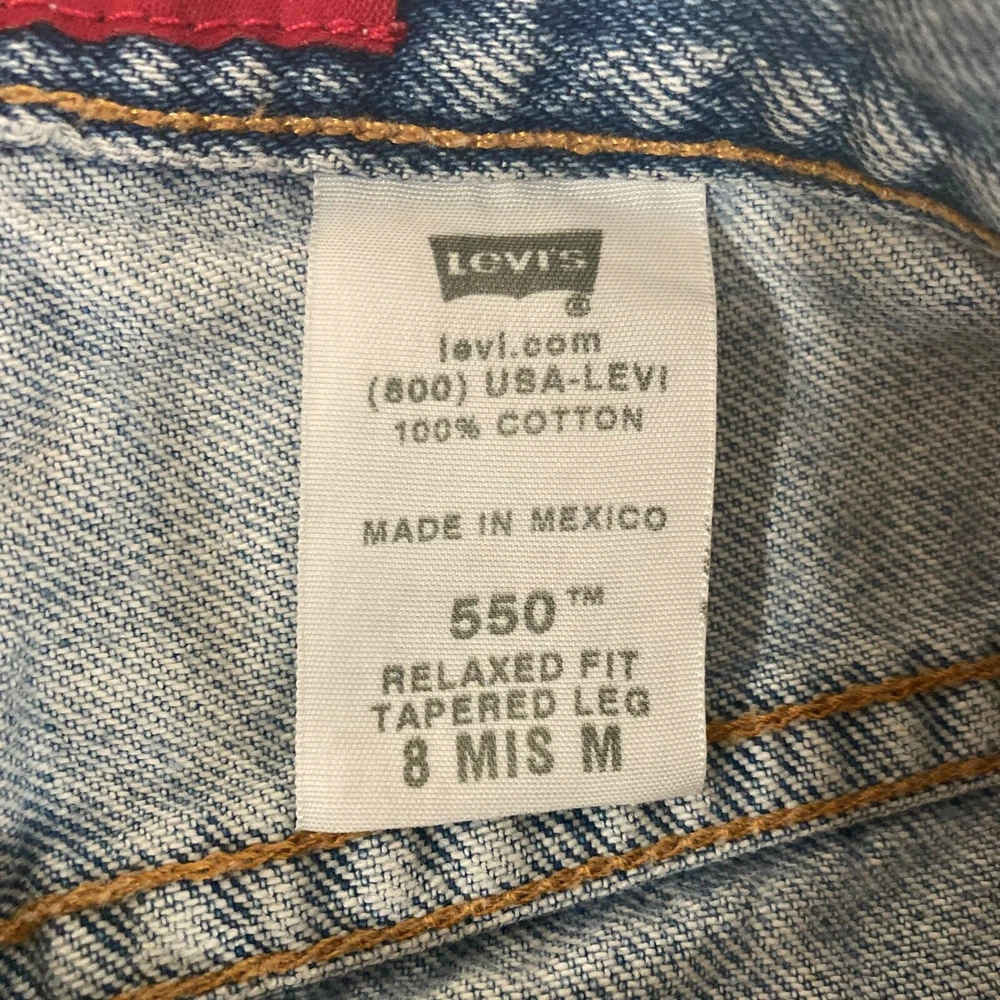 LEVI'S
®
levi.com
(800) USA-LEVI
100% COTTON
MADE IN MEXICO
550™
RELAXED FIT
TAPERED LEG
8 MIS M